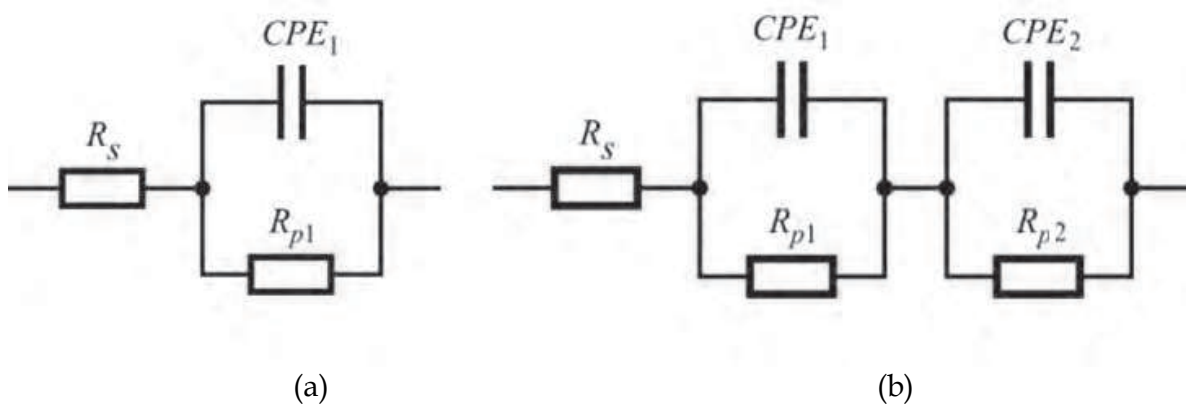 CPE₁
CPE₁
CPE₂
Rₛ
Rₛ
Rₚ₁
Rₚ₁
Rₚ₂
(a)
(b)